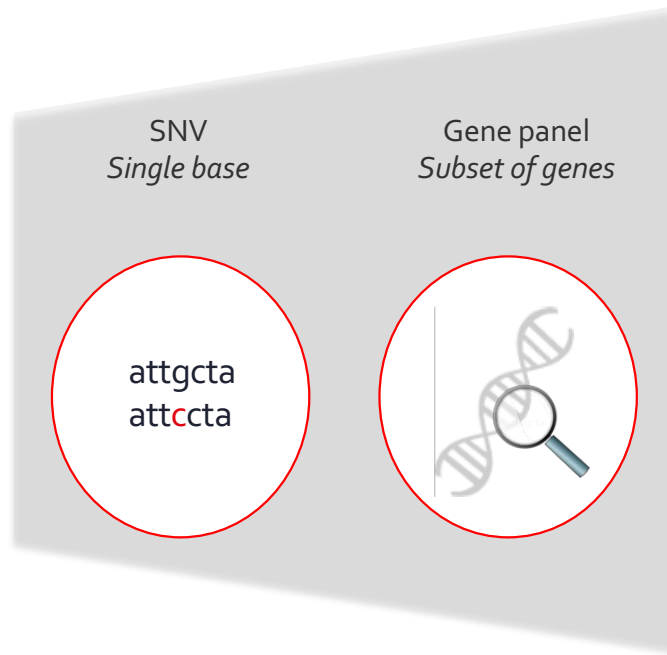 SNV
Single base
Gene panel
Subset of genes
attgcta
attccta